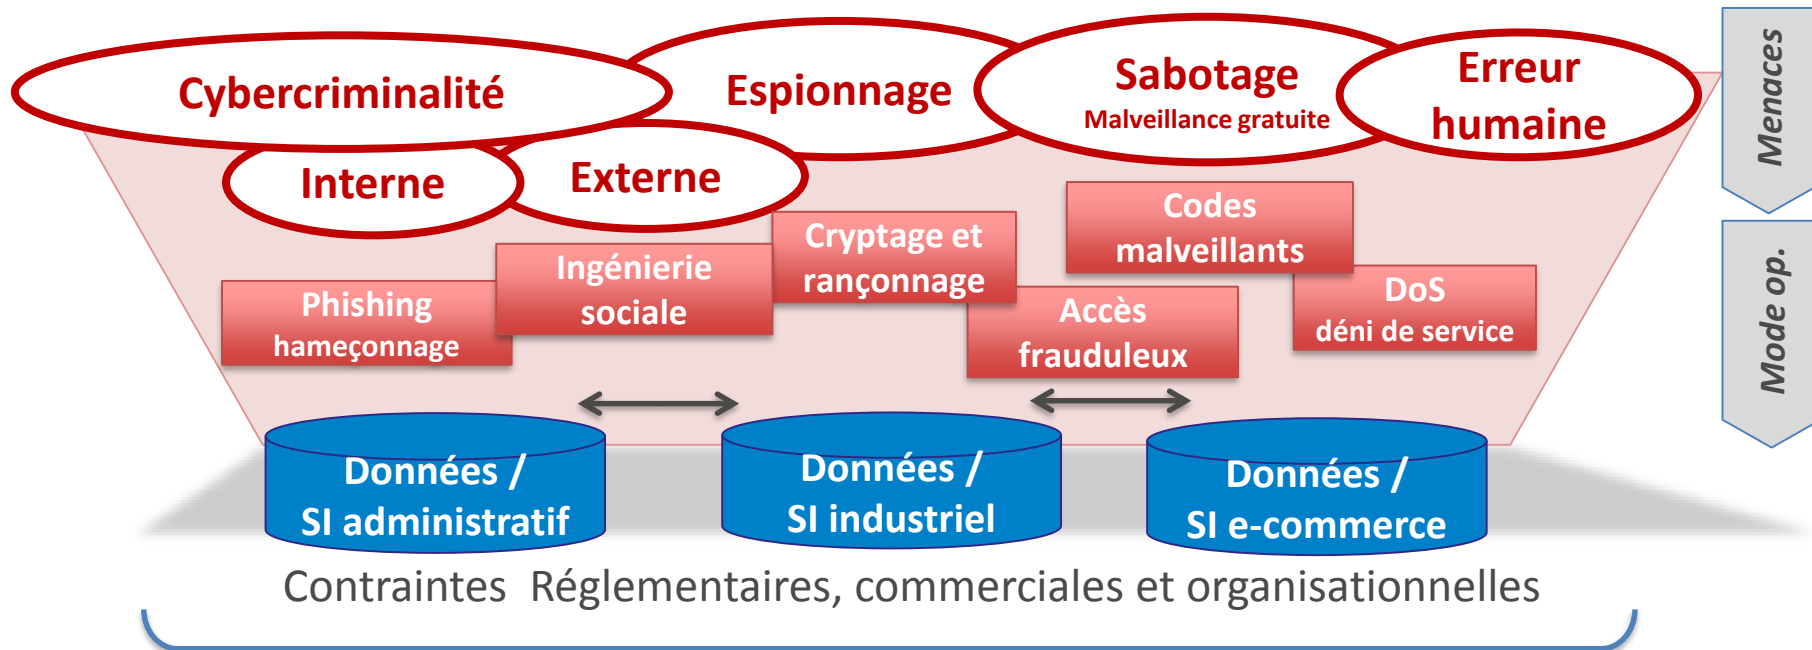 Cybercriminalité
Espionnage
Sabotage
Malveillance gratuite
Erreur
humaine
Menaces
Interne
Externe
Codes
malveillants
Cryptage et
rançonnage
Ingénierie
sociale
Phishing
hameçonnage
Accès
frauduleux
DoS
déni de service
Mode op.
Données /
SI administratif
Données /
SI industriel
Données /
SI e-commerce
Contraintes  Réglementaires, commerciales et organisationnelles